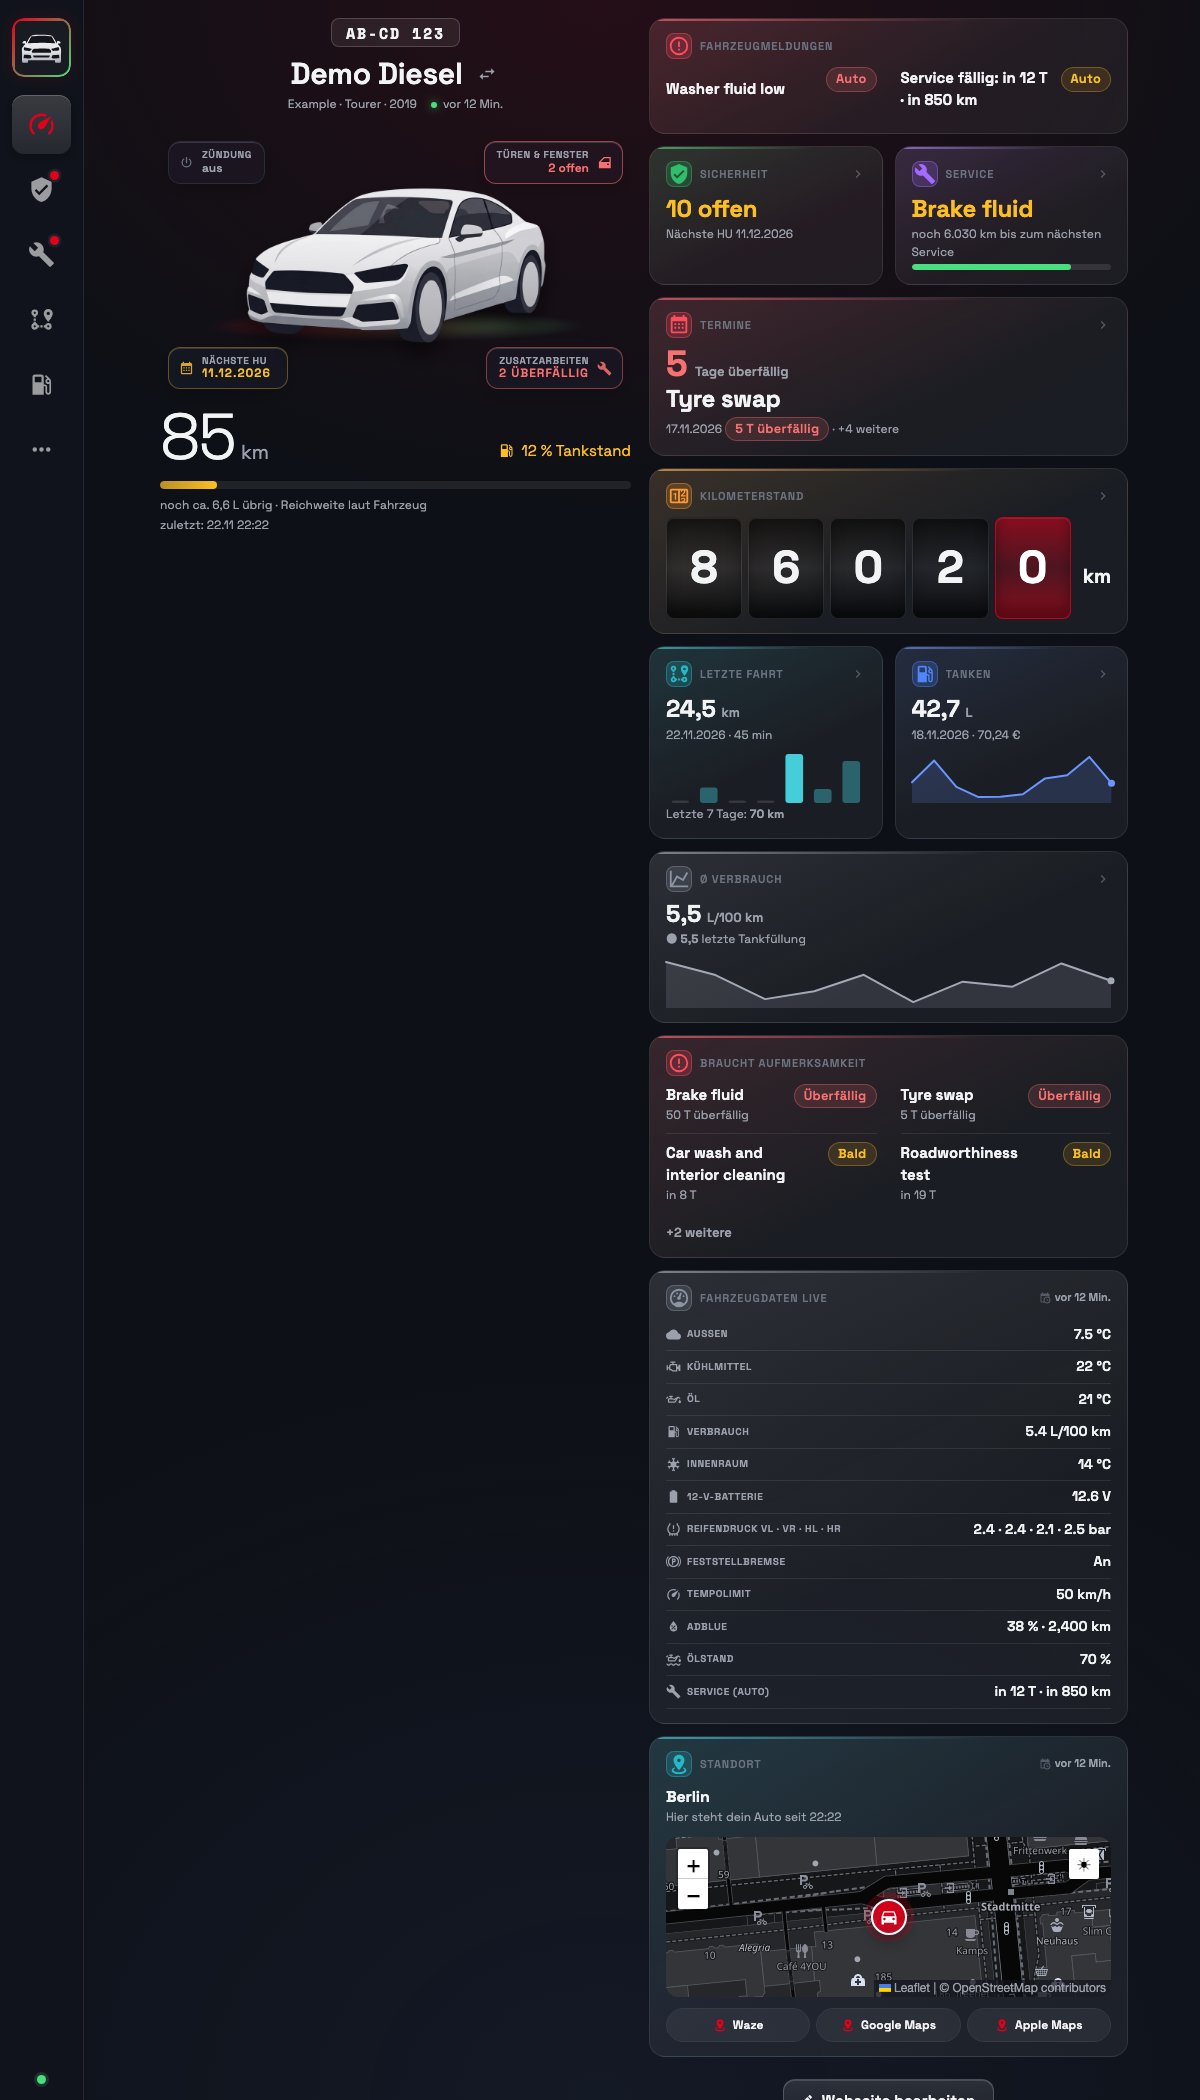 AB-CD 123
Demo Diesel
Example · Tourer · 2019 vor 12 Min.
ZÜNDUNG
aus
TÜREN & FENSTER
2 offen
NÄCHSTE HU
11.12.2026
ZUSATZARBEITEN
2 ÜBERFÄLLIG
85 km
12 % Tankstand
noch ca. 6,6 L übrig · Reichweite laut Fahrzeug
zuletzt: 22.11 22:22
FAHRZEUGMELDUNGEN
Washer fluid low
Auto
Service fällig: in 12 T
· in 850 km
Auto
SICHERHEIT
10 offen
Nächste HU 11.12.2026
SERVICE
Brake fluid
noch 6.030 km bis zum nächsten
Service
TERMINE
5 Tage überfällig
Tyre swap
17.11.2026 5 T überfällig · +4 weitere
KILOMETERSTAND
8 6 0 2 0 km
LETZTE FAHRT
24,5 km
22.11.2026 · 45 min
Letzte 7 Tage: 70 km
TANKEN
42,7 L
18.11.2026 · 70,24 €
Ø VERBRAUCH
5,5 L/100 km
5,5 letzte Tankfüllung
BRAUCHT AUFMERKSAMKEIT
Brake fluid
Überfällig
50 T überfällig
Tyre swap
Überfällig
5 T überfällig
Car wash and
interior cleaning
Bald
in 8 T
Roadworthiness
test
Bald
in 19 T
+2 weitere
FAHRZEUGDATEN LIVE vor 12 Min.
AUSSEN 7.5 °C
KÜHLMITTEL 22 °C
ÖL 21 °C
VERBRAUCH 5.4 L/100 km
INNENRAUM 14 °C
12-V-BATTERIE 12.6 V
REIFENDRUCK VL · VR · HL · HR 2.4 · 2.4 · 2.1 · 2.5 bar
FESTSTELLBREMSE An
TEMPOLIMIT 50 km/h
ADBLUE 38 % · 2,400 km
ÖLSTAND 70 %
SERVICE (AUTO) in 12 T · in 850 km
STANDORT vor 12 Min.
Berlin
Hier steht dein Auto seit 22:22
+
−
Frittenwerk
59
Stadtmitte
17
14
Neuhaus
Slim
Kamps
10
Alegria
13
Café 4YOU
185
Leaflet | © OpenStreetMap contributors
Waze
Google Maps
Apple Maps
Webseite bearbeiten